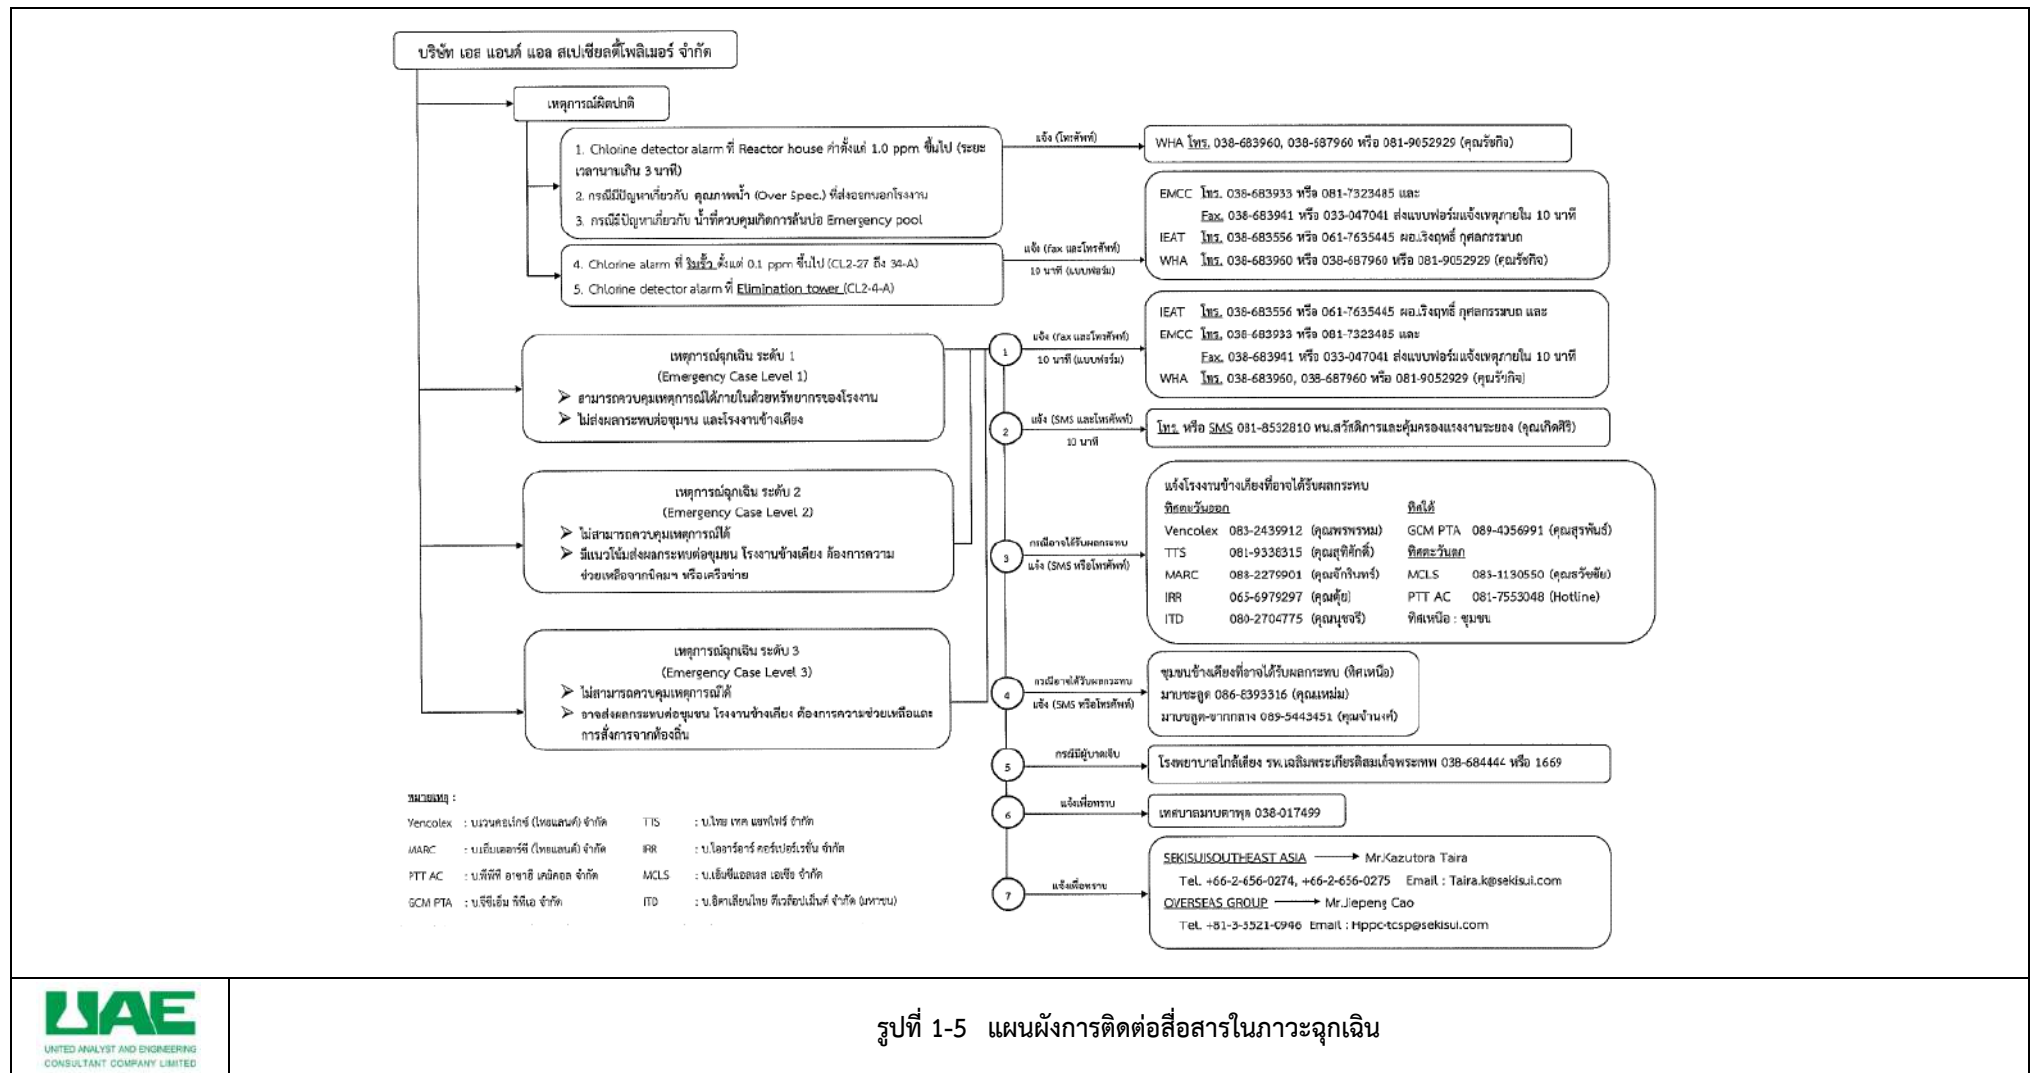 บริษัท เอส แอนด์ แอล สเปเชียลตี้โพลิเมอร์ จำกัด
เหตุการณ์ผิดปกติ
1. Chlorine detector alarm ที่ Reactor house ค่าตั้งแต่ 1.0 ppm ขึ้นไป (ระยะ
เวลานานเกิน 3 นาที)
2. กรณีมีปัญหาเกี่ยวกับ คุณภาพน้ำ (Over Spec.) ที่ส่งออกนอกโรงงาน
3. กรณีมีปัญหาเกี่ยวกับ น้ำที่ควบคุมเกิดการล้นบ่อ Emergency pool
แจ้ง (โทรศัพท์)
WHA โทร. 038-683960, 038-687960 หรือ 081-9052929 (คุณรัชกิจ)
4. Chlorine alarm ที่ ริมรั้ว ตั้งแต่ 0.1 ppm ขึ้นไป (CL2-27 ถึง 34-A)
5. Chlorine detector alarm ที่ Elimination tower (CL2-4-A)
แจ้ง (fax และโทรศัพท์)
10 นาที (แบบฟอร์ม)
EMCC โทร. 038-683933 หรือ 081-7323485 และ
Fax. 038-683941 หรือ 033-047041 ส่งแบบฟอร์มแจ้งเหตุภายใน 10 นาที
IEAT โทร. 038-683556 หรือ 061-7635445 ผอ.เริงฤทธิ์ กุศลกรรมบถ
WHA โทร. 038-683960 หรือ 038-687960 หรือ 081-9052929 (คุณรัชกิจ)
เหตุการณ์ฉุกเฉิน ระดับ 1
(Emergency Case Level 1)
➢ สามารถควบคุมเหตุการณ์ได้ภายในด้วยทรัพยากรของโรงงาน
➢ ไม่ส่งผลกระทบต่อชุมชน และโรงงานข้างเคียง
เหตุการณ์ฉุกเฉิน ระดับ 2
(Emergency Case Level 2)
➢ ไม่สามารถควบคุมเหตุการณ์ได้
➢ มีแนวโน้มส่งผลกระทบต่อชุมชน โรงงานข้างเคียง ต้องการความ
ช่วยเหลือจากนิคมฯ หรือเครือข่าย
เหตุการณ์ฉุกเฉิน ระดับ 3
(Emergency Case Level 3)
➢ ไม่สามารถควบคุมเหตุการณ์ได้
➢ อาจส่งผลกระทบต่อชุมชน โรงงานข้างเคียง ต้องการความช่วยเหลือและ
การสั่งการจากท้องถิ่น
1
แจ้ง (fax และโทรศัพท์)
10 นาที (แบบฟอร์ม)
IEAT โทร. 038-683556 หรือ 061-7635445 ผอ.เริงฤทธิ์ กุศลกรรมบถ และ
EMCC โทร. 038-683933 หรือ 081-7323485 และ
Fax. 038-683941 หรือ 033-047041 ส่งแบบฟอร์มแจ้งเหตุภายใน 10 นาที
WHA โทร. 038-683960, 038-687960 หรือ 081-9052929 (คุณรัชกิจ)
2
แจ้ง (SMS และโทรศัพท์)
10 นาที
โทร. หรือ SMS 081-8532810 หน.สวัสดิการและคุ้มครองแรงงานระยอง (คุณเกิดศิริ)
3
กรณีอาจได้รับผลกระทบ
แจ้ง (SMS หรือโทรศัพท์)
แจ้งโรงงานข้างเคียงที่อาจได้รับผลกระทบ
ทิศตะวันออก ทิศใต้
Vencolex 083-2439912 (คุณพรพรหม) GCM PTA 089-4056991 (คุณสุรพันธ์)
TTS 081-9338315 (คุณสุทิศักดิ์) ทิศตะวันตก
MARC 088-2279901 (คุณจักรินทร์) MCLS 083-1130550 (คุณธวัชชัย)
IRR 065-6979297 (คุณตุ้ย) PTT AC 081-7553048 (Hotline)
ITD 080-2704775 (คุณนุชจรี) ทิศเหนือ : ชุมชน
4
กรณีอาจได้รับผลกระทบ
แจ้ง (SMS หรือโทรศัพท์)
ชุมชนข้างเคียงที่อาจได้รับผลกระทบ (ทิศเหนือ)
มาบชะลูด 086-8393316 (คุณแหม่ม)
มาบชลูด-ชากกลาง 089-5443451 (คุณจำนงค์)
5
กรณีมีผู้บาดเจ็บ
โรงพยาบาลใกล้เคียง รพ.เฉลิมพระเกียรติสมเด็จพระเทพ 038-684444 หรือ 1669
6
แจ้งเพื่อทราบ
เทศบาลมาบตาพุด 038-017499
7
แจ้งเพื่อทราบ
SEKISUISOUTHEAST ASIA Mr.Kazutora Taira
Tel. +66-2-656-0274, +66-2-656-0275 Email : Taira.k@sekisui.com
OVERSEAS GROUP Mr.Jiepeng Cao
Tel. +81-3-5521-0946 Email : Hppc-tcsp@sekisui.com
หมายเหตุ :
Vencolex : บ.เวนคอเร็กซ์ (ไทยแลนด์) จำกัด TTS : บ.ไทย เทค แซฟไฟร์ จำกัด
MARC : บ.เอ็มเออาร์ซี (ไทยแลนด์) จำกัด IRR : บ.ไออาร์อาร์ คอร์เปอร์เรชั่น จำกัด
PTT AC : บ.พีทีที อาซาฮี เคมิคอล จำกัด MCLS : บ.เอ็มซีแอลเอส เอเชีย จำกัด
GCM PTA : บ.จีซีเอ็ม พีทีเอ จำกัด ITD : บ.อิตาเลียนไทย ดีเวล๊อปเม็นต์ จำกัด (มหาชน)
UAE
UNITED ANALYST AND ENGINEERING
CONSULTANT COMPANY LIMITED
รูปที่ 1-5 แผนผังการติดต่อสื่อสารในภาวะฉุกเฉิน